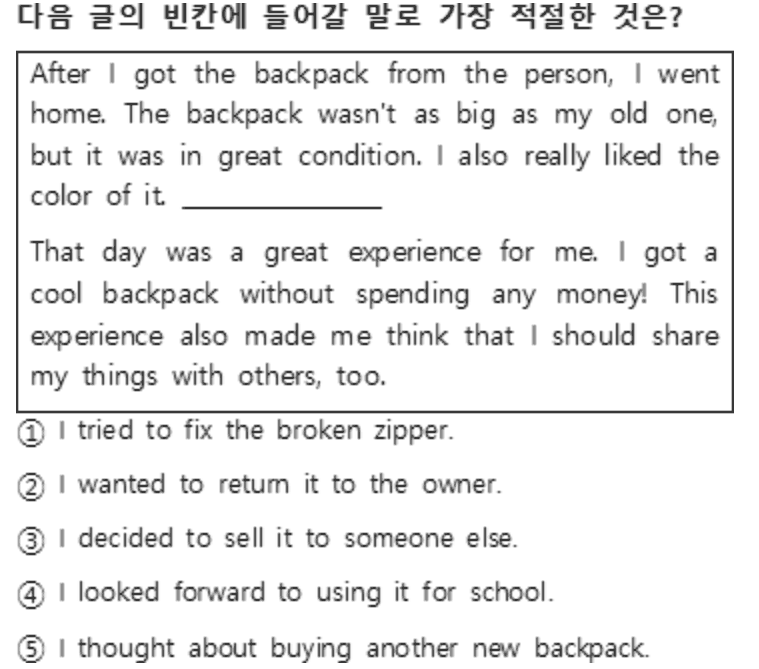 다음 글의 빈칸에 들어갈 말로 가장 적절한 것은?
After I got the backpack from the person, I went
home. The backpack wasn't as big as my old one,
but it was in great condition. I also really liked the
color of it. ______________
That day was a great experience for me. I got a
cool backpack without spending any money! This
experience also made me think that I should share
my things with others, too.
① I tried to fix the broken zipper.
② I wanted to return it to the owner.
③ I decided to sell it to someone else.
④ I looked forward to using it for school.
⑤ I thought about buying another new backpack.